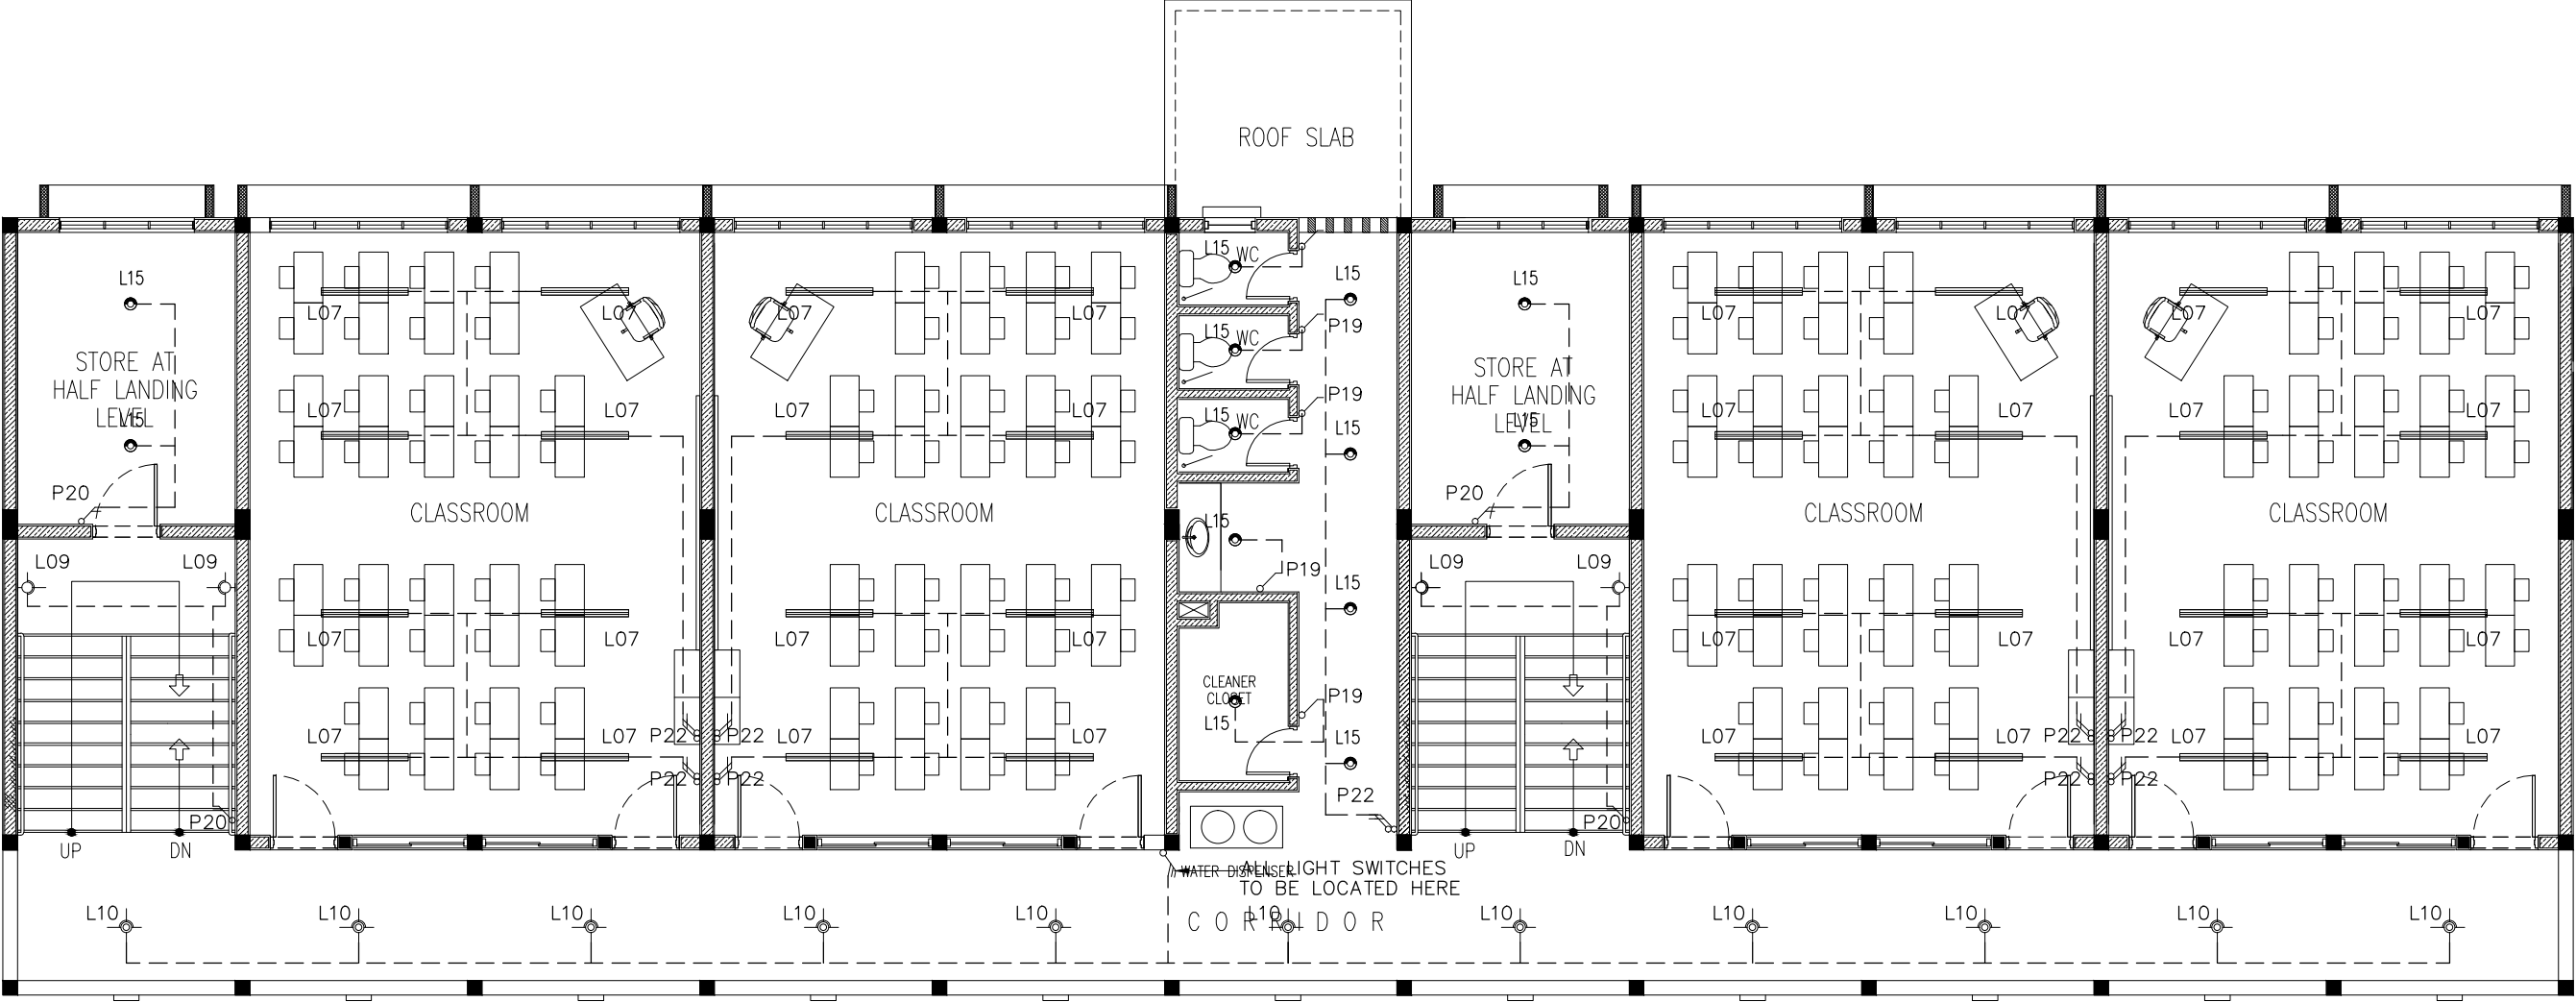 ROOF SLAB
L15 WC L15
L15 L15
L07 L07 L07 L07 P19 L07 L07 L07 L07
L15 WC
STORE AT
HALF LANDING
LEVEL
L15
STORE AT
HALF LANDING
LEVEL
L15
L07 L07 L07 L07 P19 L07 L07 L07 L07
L15 WC L15
P20 P20
CLASSROOM CLASSROOM CLASSROOM CLASSROOM
L15
L09 L09 P19 L09 L09
L15
L07 L07 L07 L07 L07 L07 L07 L07
CLEANER
CLOSET
P19
L15
L07 L07 P22 P22 L07 L07 L15 L07 L07 P22 P22 L07 L07
P22 P22 P22 P22
P22
P20 P20
UP DN UP DN
WATER DISPENSER
ALL LIGHT SWITCHES
TO BE LOCATED HERE
L10 L10 L10 L10 L10 L10 L10 L10 L10 L10 L10
CORRIDOR